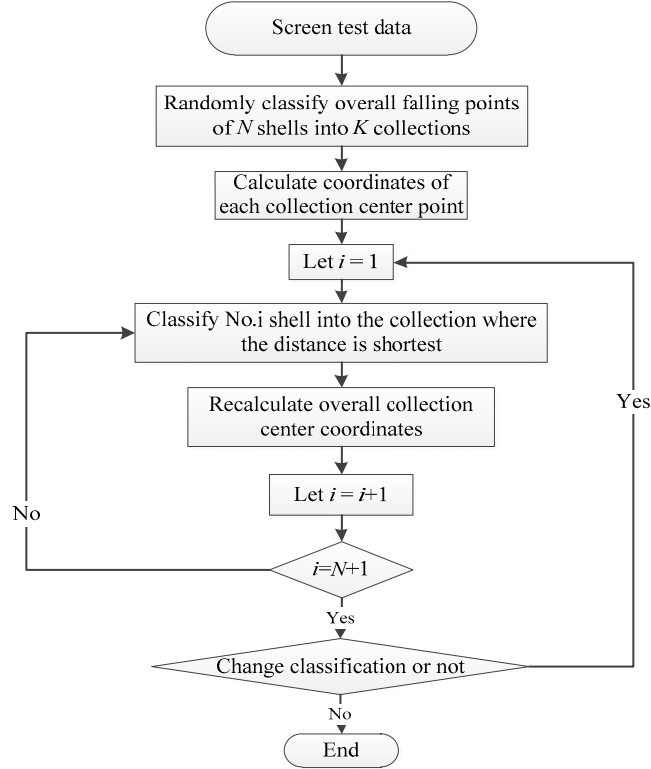 Screen test data
Randomly classify overall falling points
of N shells into K collections
Calculate coordinates of
each collection center point
Let i = 1
Classify No.i shell into the collection where
the distance is shortest
Recalculate overall collection
center coordinates
Let i = i+1
No
i=N+1
Yes
Yes
Change classification or not
No
End